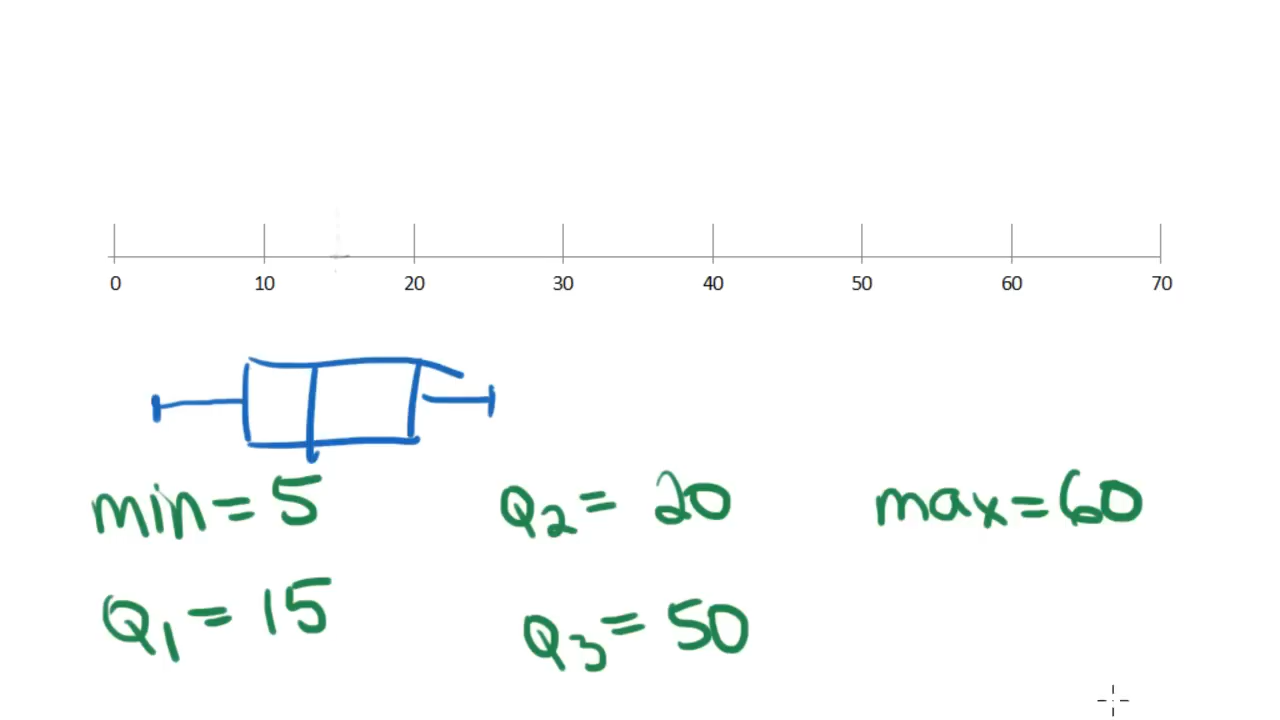 0 10 20 30 40 50 60 70
min = 5 Q2 = 20 max = 60
Q1 = 15 Q3 = 50